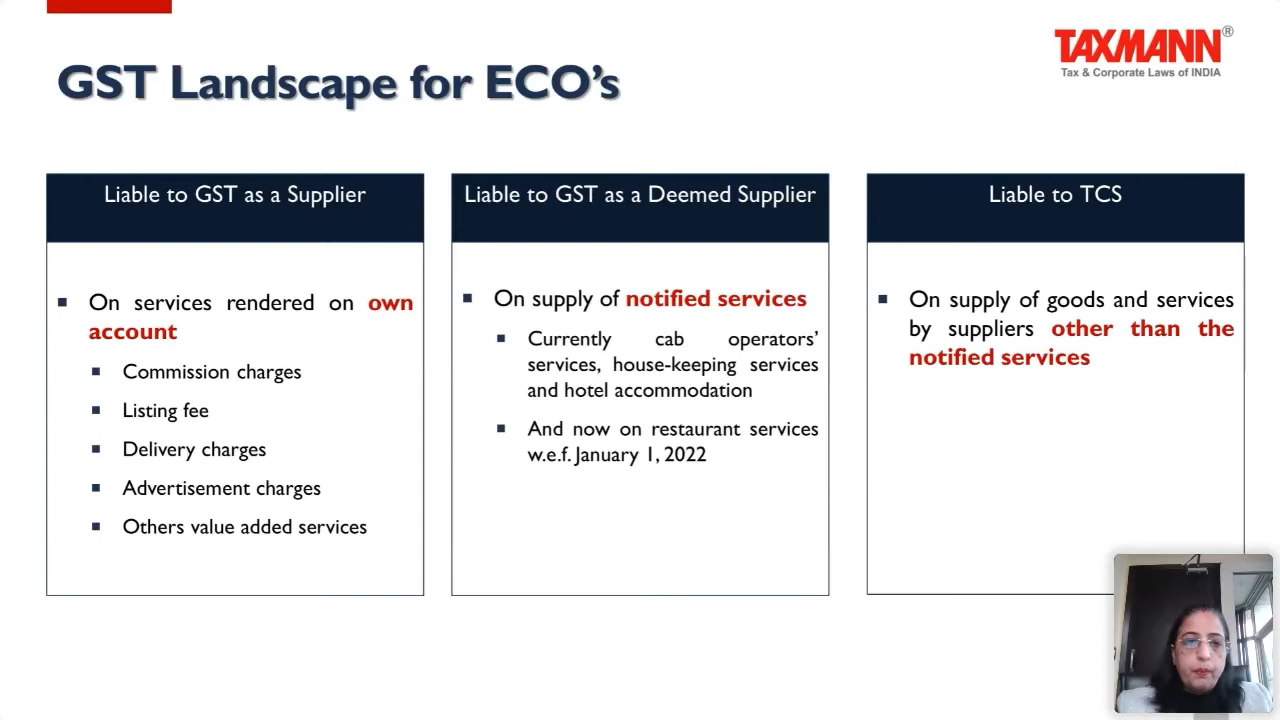 TAXMANN®
Tax & Corporate Laws of INDIA
GST Landscape for ECO's
Liable to GST as a Supplier
On services rendered on own
account
Commission charges
Listing fee
Delivery charges
Advertisement charges
Others value added services
Liable to GST as a Deemed Supplier
On supply of notified services
Currently cab operators'
services, house-keeping services
and hotel accommodation
And now on restaurant services
w.e.f. January 1, 2022
Liable to TCS
On supply of goods and services
by suppliers other than the
notified services